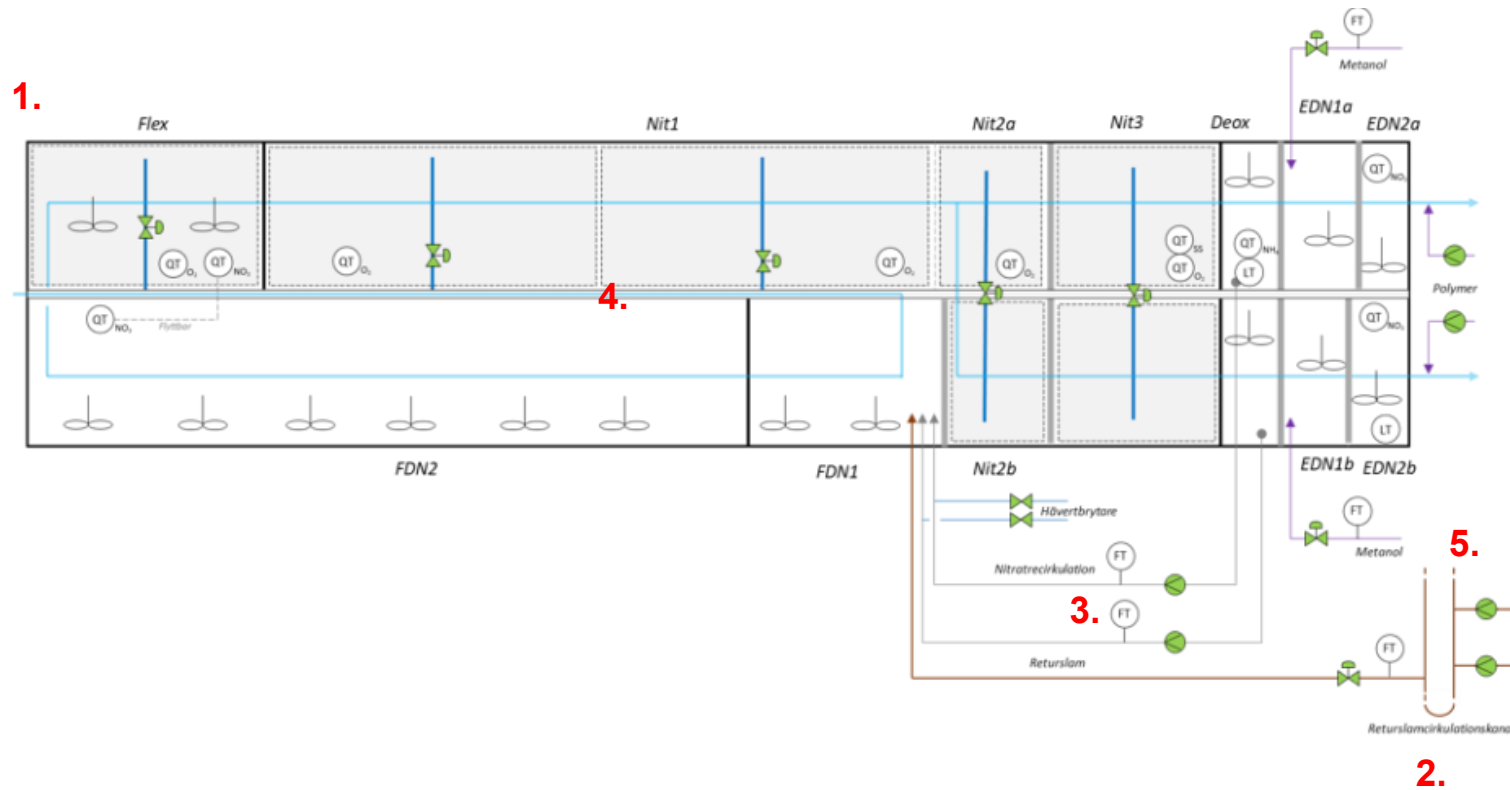 FT
Metanol
1.
EDN1a
Flex
Nit1
Nit2a
Nit3
Deox
EDN2a
QT NO₃
QT O₂
QT NO₃
QT O₂
QT O₂
QT O₂
QT SS
QT O₂
QT NH₄
LT
4.
Polymer
QT NO₃
Flyttbar
QT NO₃
LT
FDN2
FDN1
Nit2b
EDN1b
EDN2b
Hävertbrytare
FT
Metanol
5.
Nitratrecirkulation
FT
3.
FT
Returslam
FT
Returslamcirkulationskana
2.